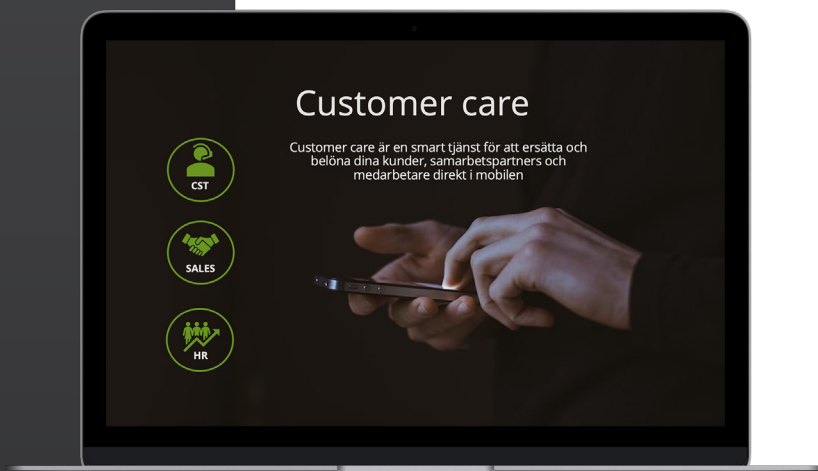 Customer care
Customer care är en smart tjänst för att ersätta och
belöna dina kunder, samarbetspartners och
medarbetare direkt i mobilen
CST
SALES
HR